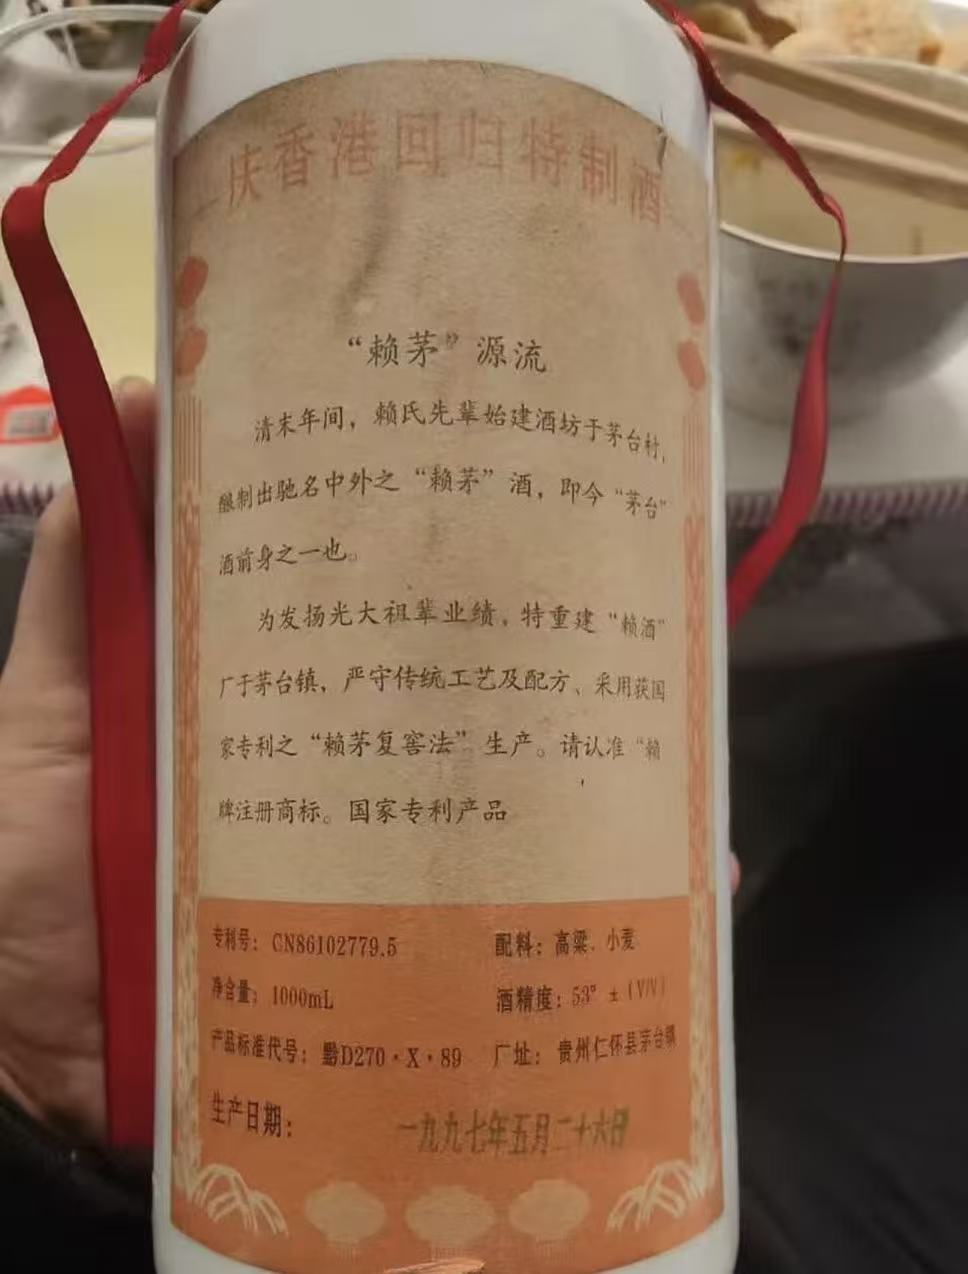 庆香港回归特制酒
“赖茅”源流
清末年间，赖氏先辈始建酒坊于茅台村，
酿制出驰名中外之“赖茅”酒，即今“茅台”
酒前身之一也。
为发扬光大祖辈业绩，特重建“赖酒”
厂于茅台镇，严守传统工艺及配方、采用获国
家专利之“赖茅复窖法”生产。请认准“赖
牌注册商标。国家专利产品
专利号：CN86102779.5
配料：高粱、小麦
净含量：1000mL
酒精度：53° ±（V/V）
产品标准代号：黔D270·X·89
厂址：贵州仁怀县茅台镇
生产日期：
一九九七年五月二十六日